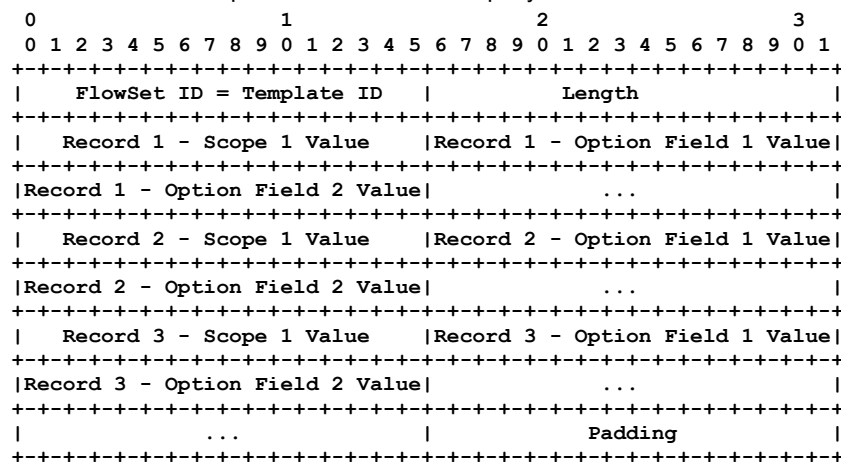 0                   1                   2                   3
 0 1 2 3 4 5 6 7 8 9 0 1 2 3 4 5 6 7 8 9 0 1 2 3 4 5 6 7 8 9 0 1
+-+-+-+-+-+-+-+-+-+-+-+-+-+-+-+-+-+-+-+-+-+-+-+-+-+-+-+-+-+-+-+-+
|    FlowSet ID = Template ID   |          Length               |
+-+-+-+-+-+-+-+-+-+-+-+-+-+-+-+-+-+-+-+-+-+-+-+-+-+-+-+-+-+-+-+-+
|   Record 1 - Scope 1 Value    |Record 1 - Option Field 1 Value|
+-+-+-+-+-+-+-+-+-+-+-+-+-+-+-+-+-+-+-+-+-+-+-+-+-+-+-+-+-+-+-+-+
|Record 1 - Option Field 2 Value|             ...               |
+-+-+-+-+-+-+-+-+-+-+-+-+-+-+-+-+-+-+-+-+-+-+-+-+-+-+-+-+-+-+-+-+
|   Record 2 - Scope 1 Value    |Record 2 - Option Field 1 Value|
+-+-+-+-+-+-+-+-+-+-+-+-+-+-+-+-+-+-+-+-+-+-+-+-+-+-+-+-+-+-+-+-+
|Record 2 - Option Field 2 Value|             ...               |
+-+-+-+-+-+-+-+-+-+-+-+-+-+-+-+-+-+-+-+-+-+-+-+-+-+-+-+-+-+-+-+-+
|   Record 3 - Scope 1 Value    |Record 3 - Option Field 1 Value|
+-+-+-+-+-+-+-+-+-+-+-+-+-+-+-+-+-+-+-+-+-+-+-+-+-+-+-+-+-+-+-+-+
|Record 3 - Option Field 2 Value|             ...               |
+-+-+-+-+-+-+-+-+-+-+-+-+-+-+-+-+-+-+-+-+-+-+-+-+-+-+-+-+-+-+-+-+
|              ...              |            Padding            |
+-+-+-+-+-+-+-+-+-+-+-+-+-+-+-+-+-+-+-+-+-+-+-+-+-+-+-+-+-+-+-+-+